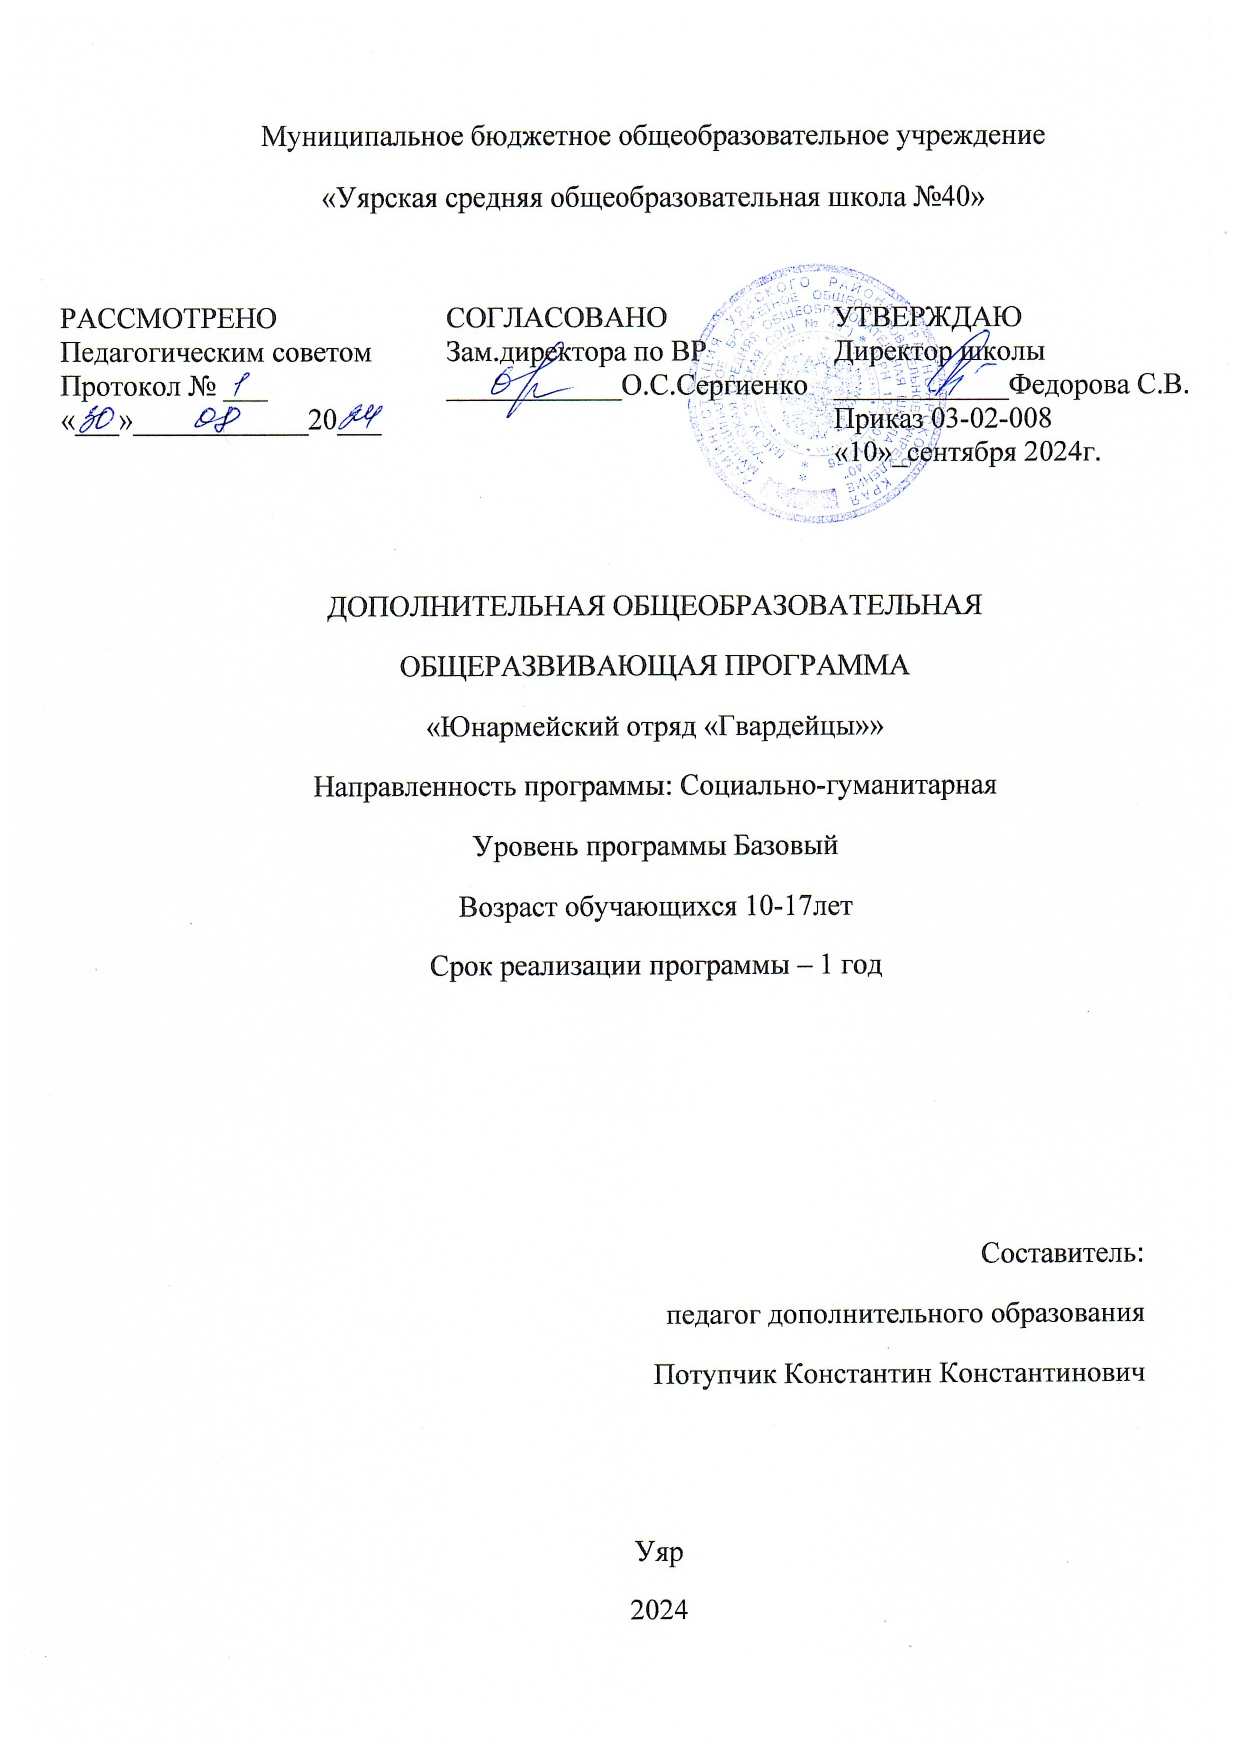 Муниципальное бюджетное общеобразовательное учреждение
«Уярская средняя общеобразовательная школа №40»
РАССМОТРЕНО
Педагогическим советом
Протокол № 1
«30» 08 2024
СОГЛАСОВАНО
Зам.директора по ВР
____________О.С.Сергиенко
УТВЕРЖДАЮ
Директор школы
____________Федорова С.В.
Приказ 03-02-008
«10»_сентября 2024г.
ДОПОЛНИТЕЛЬНАЯ ОБЩЕОБРАЗОВАТЕЛЬНАЯ
ОБЩЕРАЗВИВАЮЩАЯ ПРОГРАММА
«Юнармейский отряд «Гвардейцы»»
Направленность программы: Социально-гуманитарная
Уровень программы Базовый
Возраст обучающихся 10-17лет
Срок реализации программы – 1 год
Составитель:
педагог дополнительного образования
Потупчик Константин Константинович
Уяр
2024